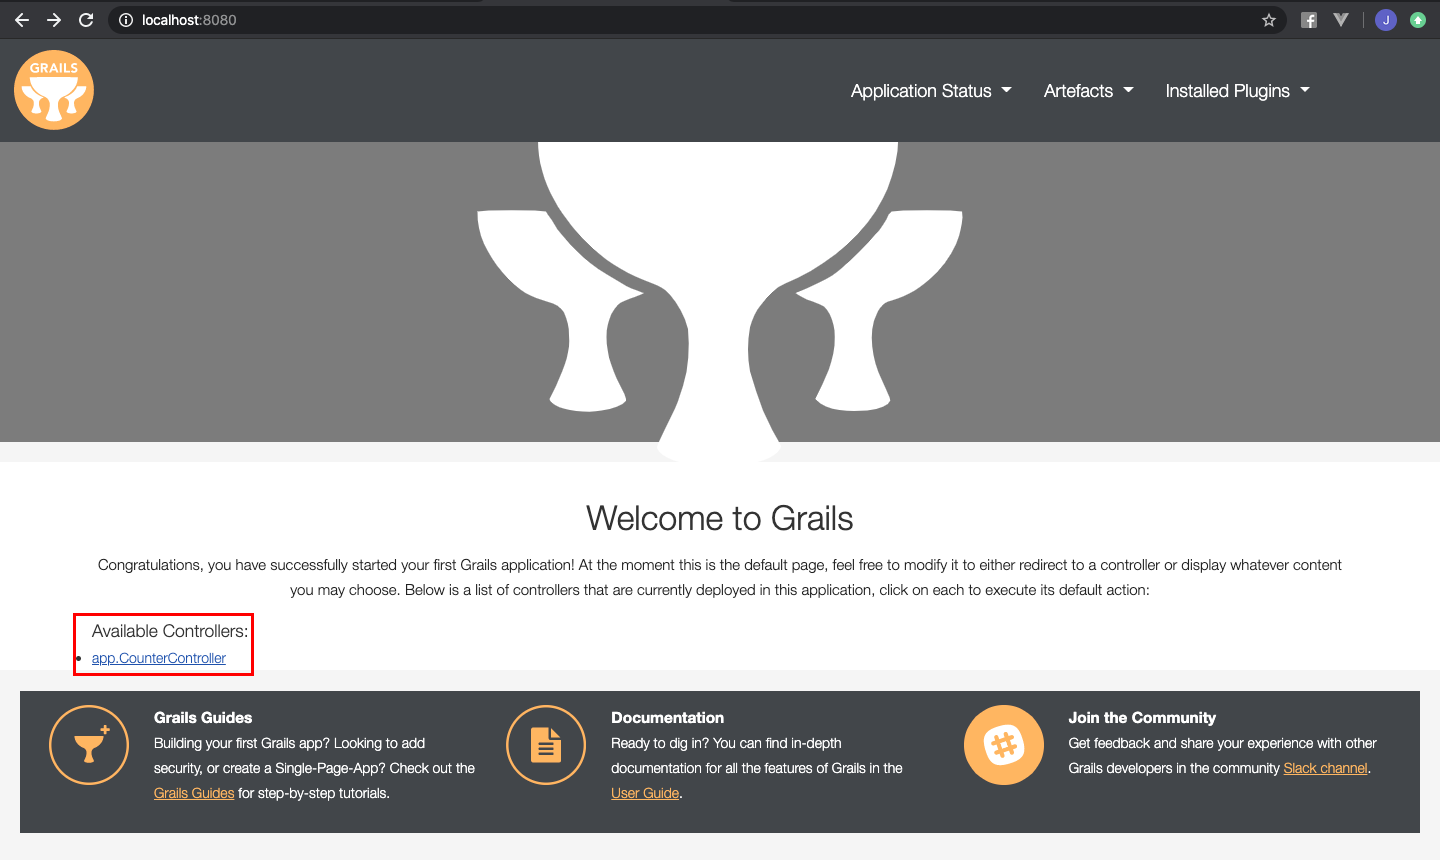 localhost:8080
J
GRAILS
Application Status
Artefacts
Installed Plugins
Welcome to Grails
Congratulations, you have successfully started your first Grails application! At the moment this is the default page, feel free to modify it to either redirect to a controller or display whatever content
you may choose. Below is a list of controllers that are currently deployed in this application, click on each to execute its default action:
Available Controllers:
app.CounterController
Grails Guides
Building your first Grails app? Looking to add
security, or create a Single-Page-App? Check out the
Grails Guides for step-by-step tutorials.
Documentation
Ready to dig in? You can find in-depth
documentation for all the features of Grails in the
User Guide.
Join the Community
Get feedback and share your experience with other
Grails developers in the community Slack channel.